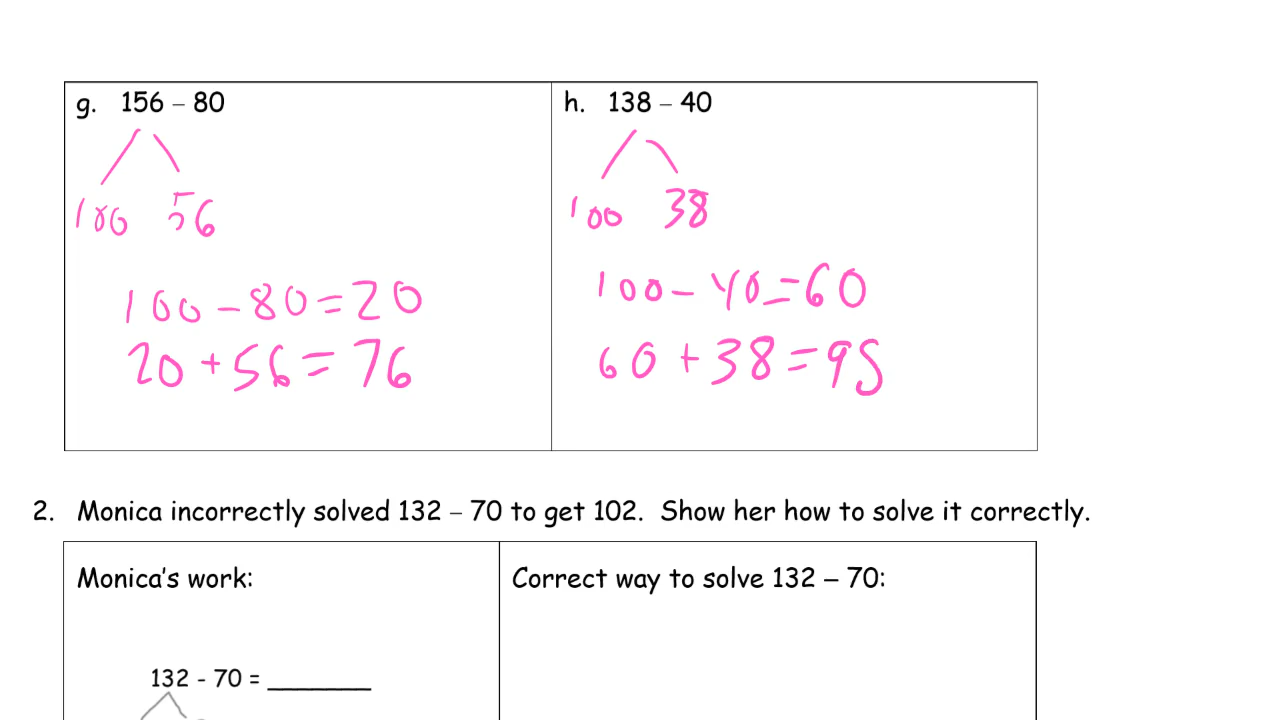 g. 156 – 80
h. 138 – 40
100 56
100 38
100 - 80 = 20
100 - 40 = 60
20 + 56 = 76
60 + 38 = 98
2. Monica incorrectly solved 132 – 70 to get 102. Show her how to solve it correctly.
Monica's work:
Correct way to solve 132 – 70:
132 - 70 = ________